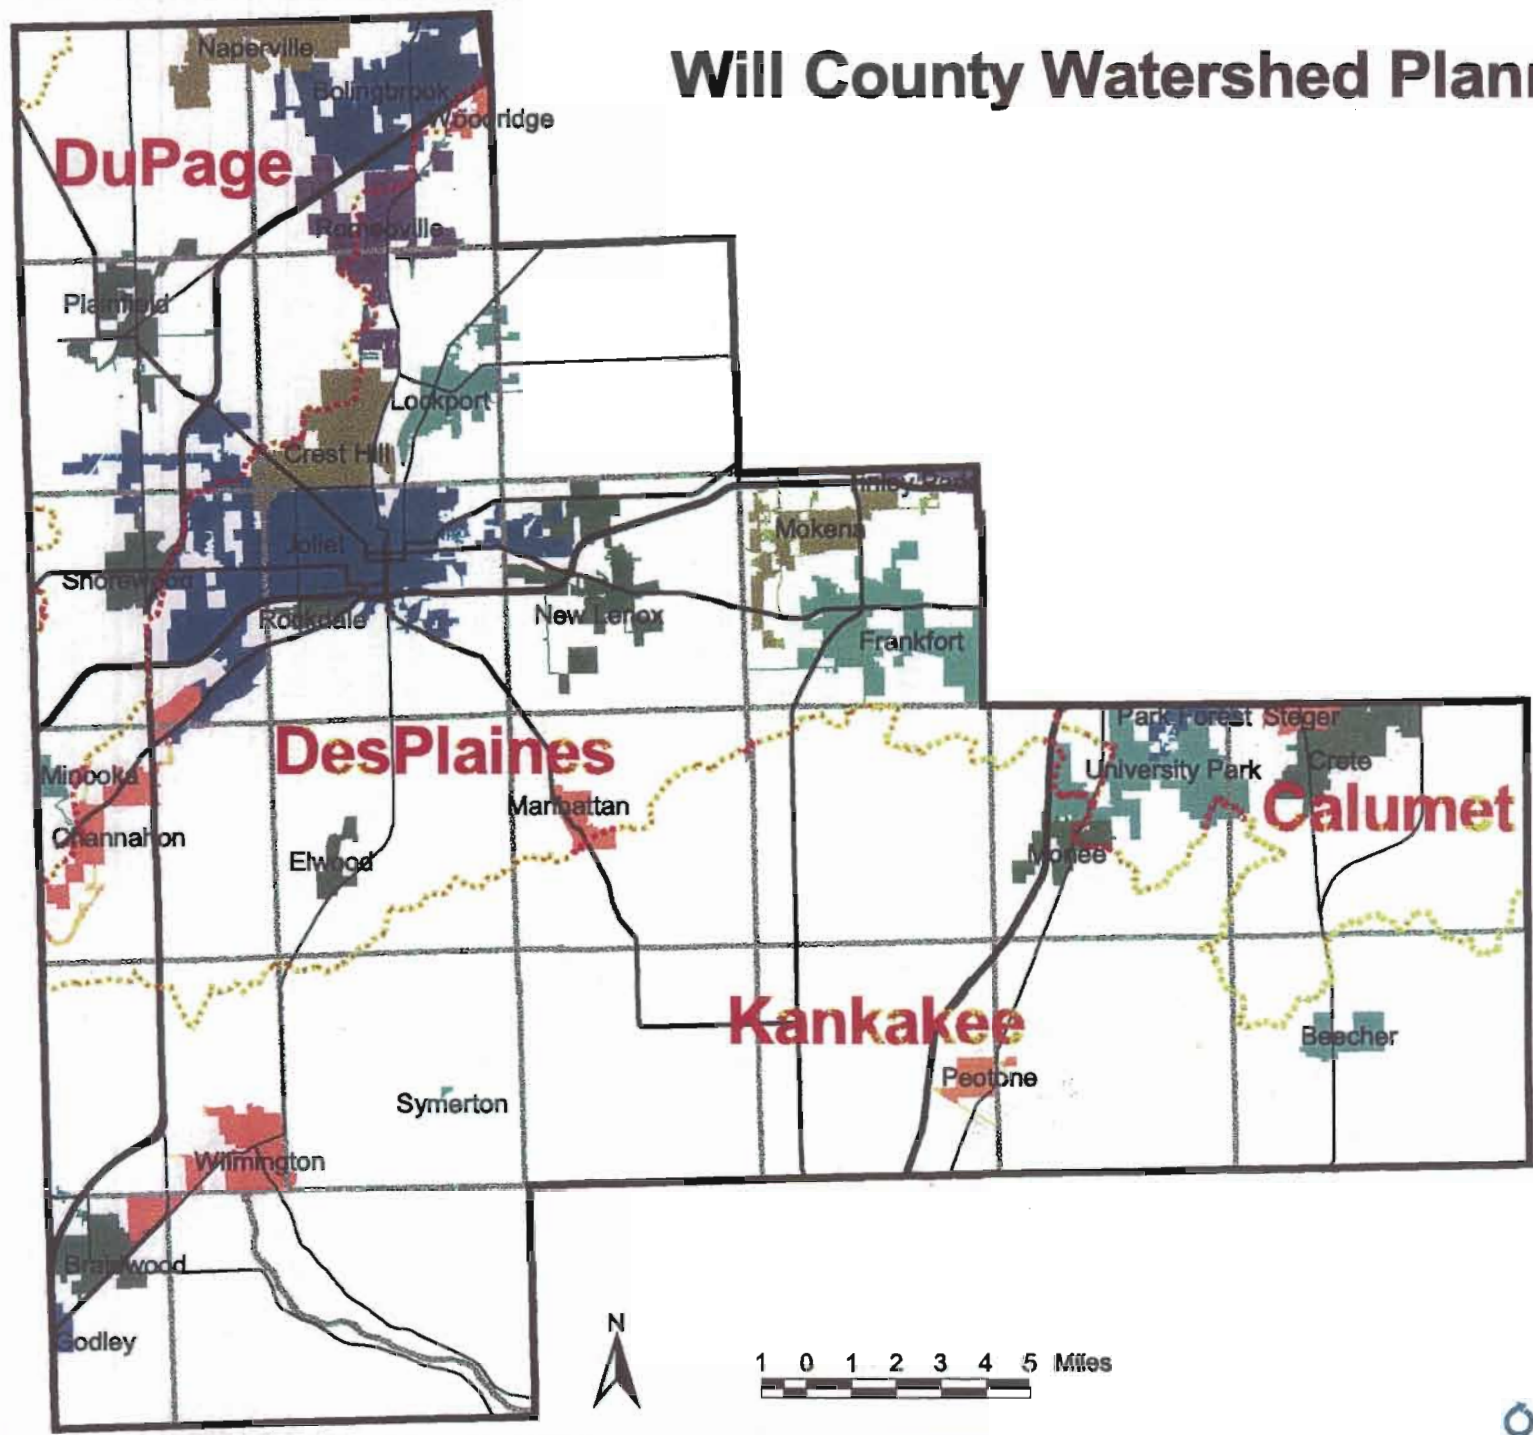 Will County Watershed Plann
Naperville
Bolingbrook
Woodridge
DuPage
Romeoville
Plainfield
Lockport
Crest Hill
Tinley Park
Mokena
Joliet
Shorewood
Rockdale
New Lenox
Frankfort
Park Forest Steger
DesPlaines
Crete
University Park
Minooka
Manhattan
Calumet
Channahon
Elwood
Monee
Kankakee
Beecher
Peotone
Symerton
Wilmington
Braidwood
Godley
N
1 0 1 2 3 4 5 Miles